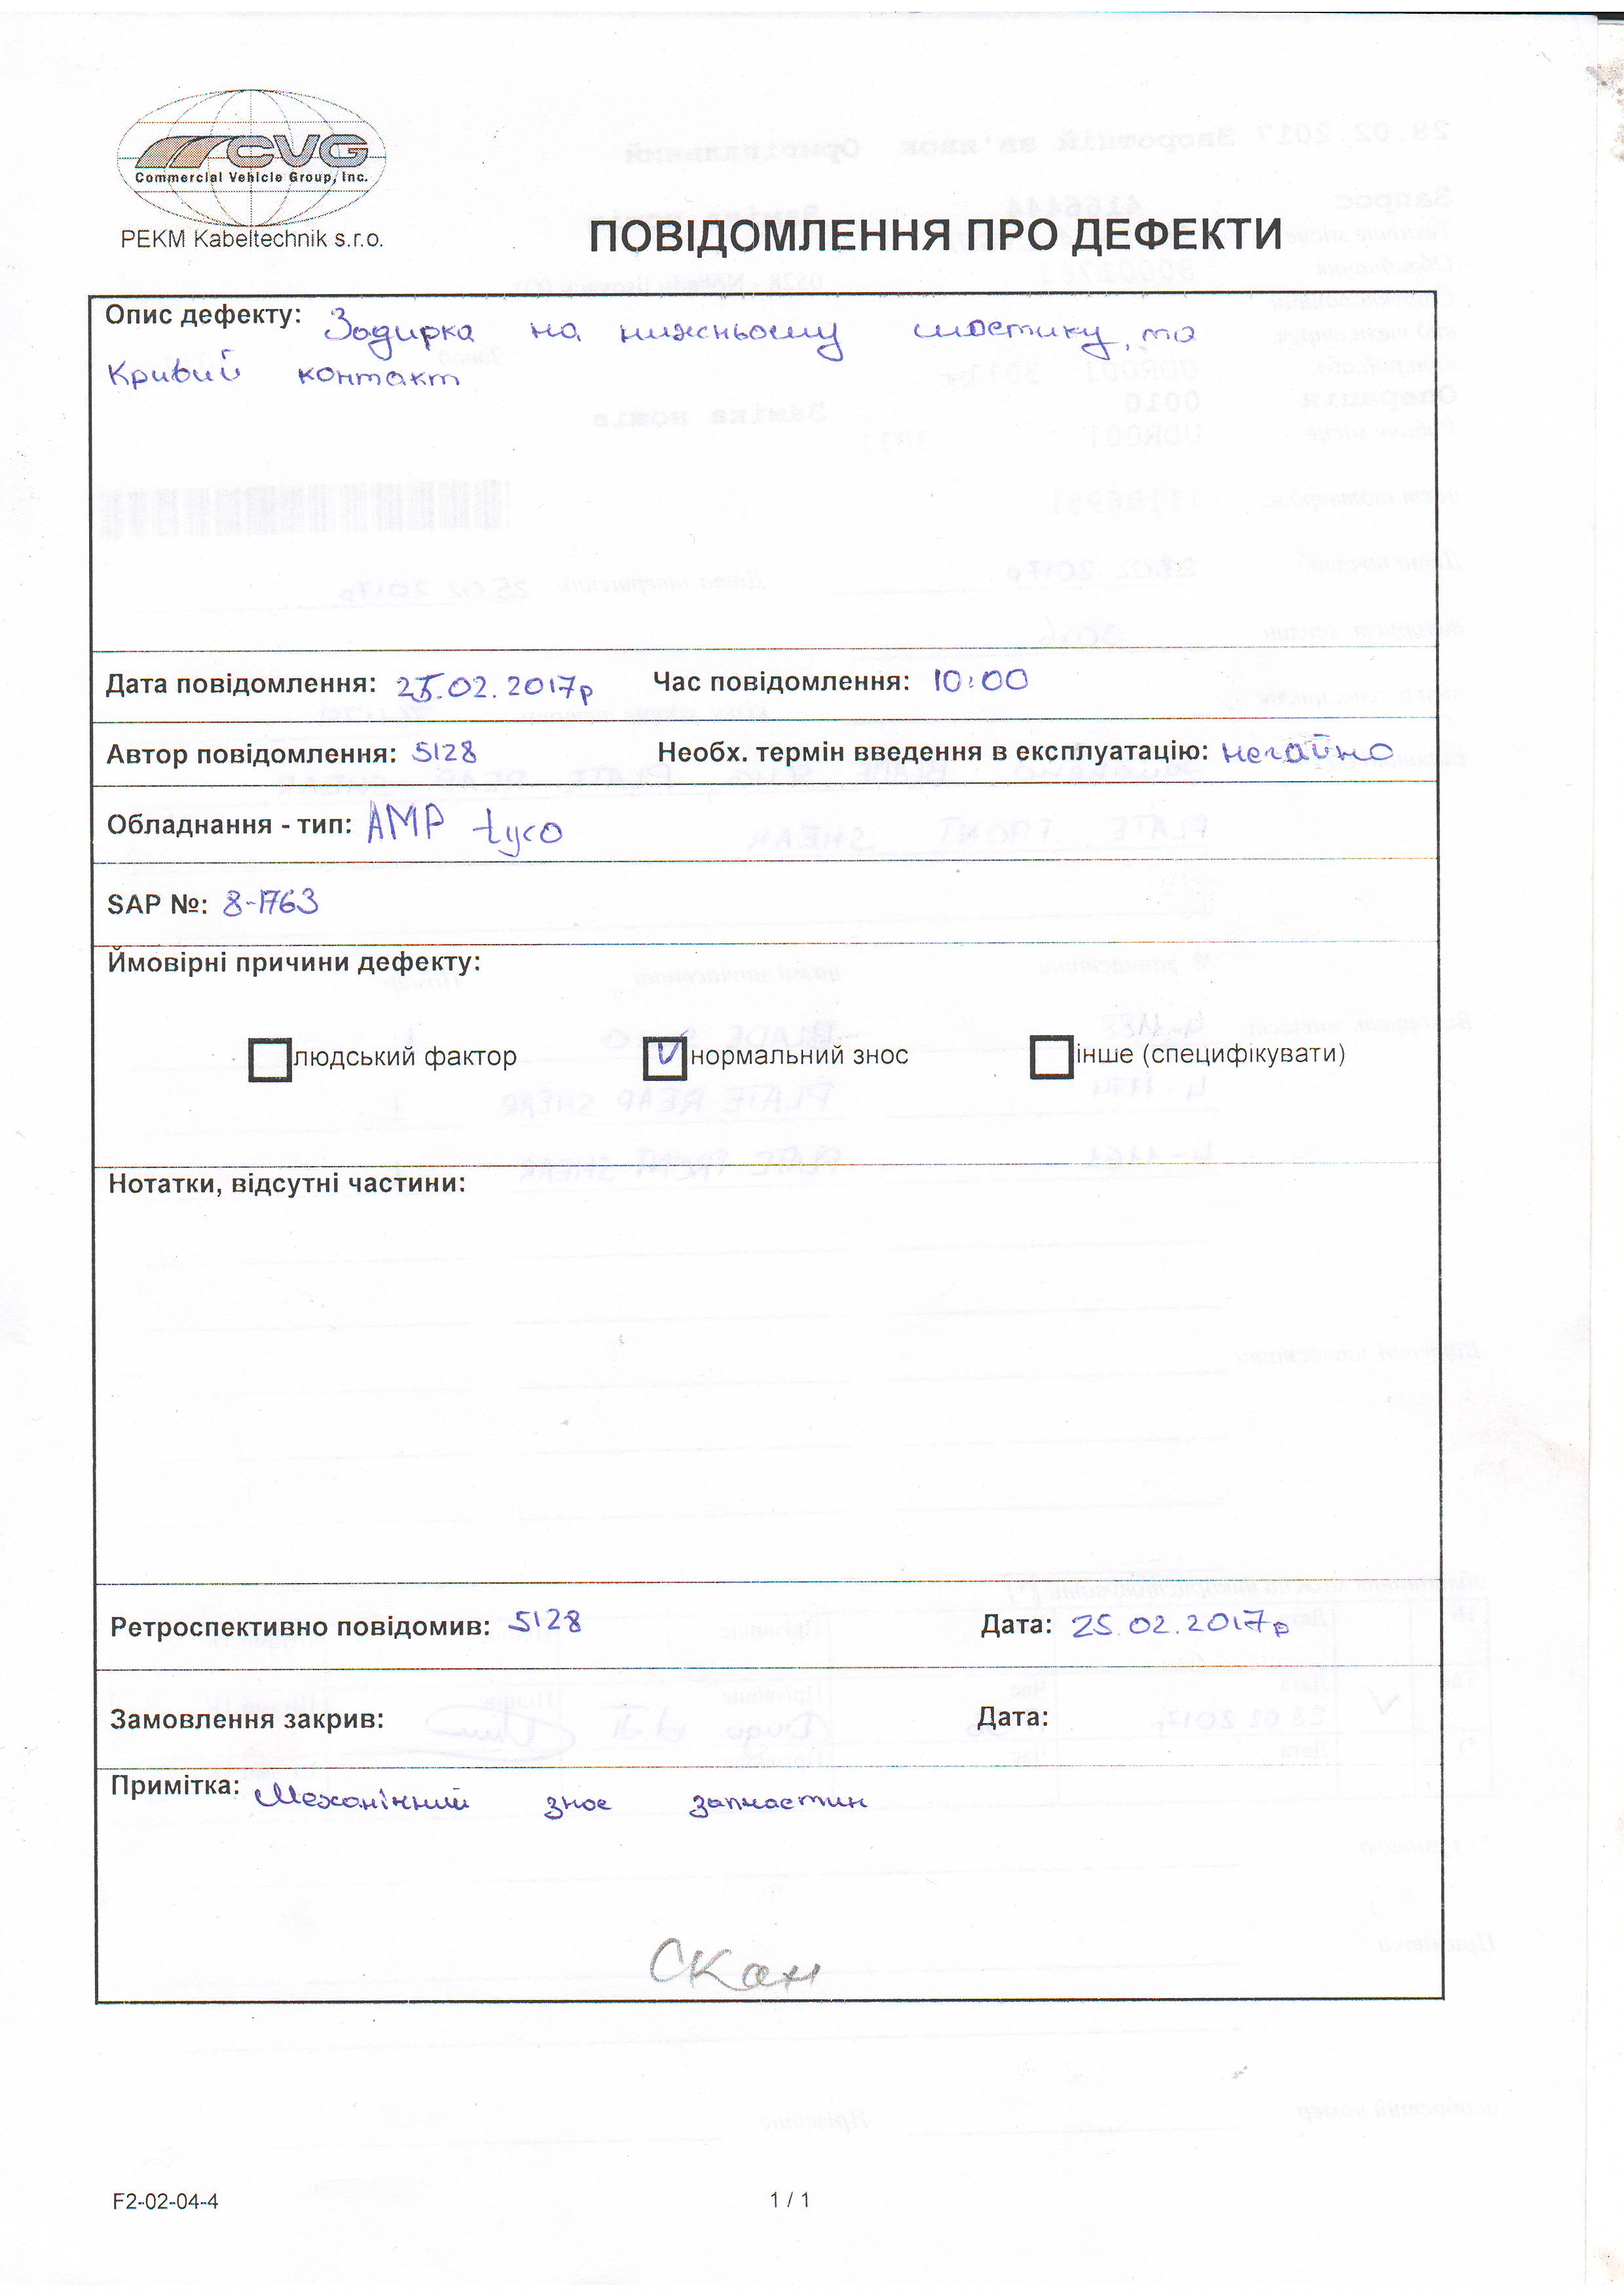 CVG
Commercial Vehicle Group, Inc.
PEKM Kabeltechnik s.r.o.
ПОВІДОМЛЕННЯ ПРО ДЕФЕКТИ
Опис дефекту: Задирка на нижньому мостику, та
Кривий контакт
Дата повідомлення: 25.02.2017р Час повідомлення: 10:00
Автор повідомлення: 5128 Необх. термін введення в експлуатацію: негайно
Обладнання - тип: AMP tyco
SAP №: 8-1763
Ймовірні причини дефекту:
людський фактор V нормальний знос інше (специфікувати)
Нотатки, відсутні частини:
Ретроспективно повідомив: 5128 Дата: 25.02.2017р
Замовлення закрив: Дата:
Примітка: Механічний знос запчастин
Скан
F2-02-04-4 1 / 1